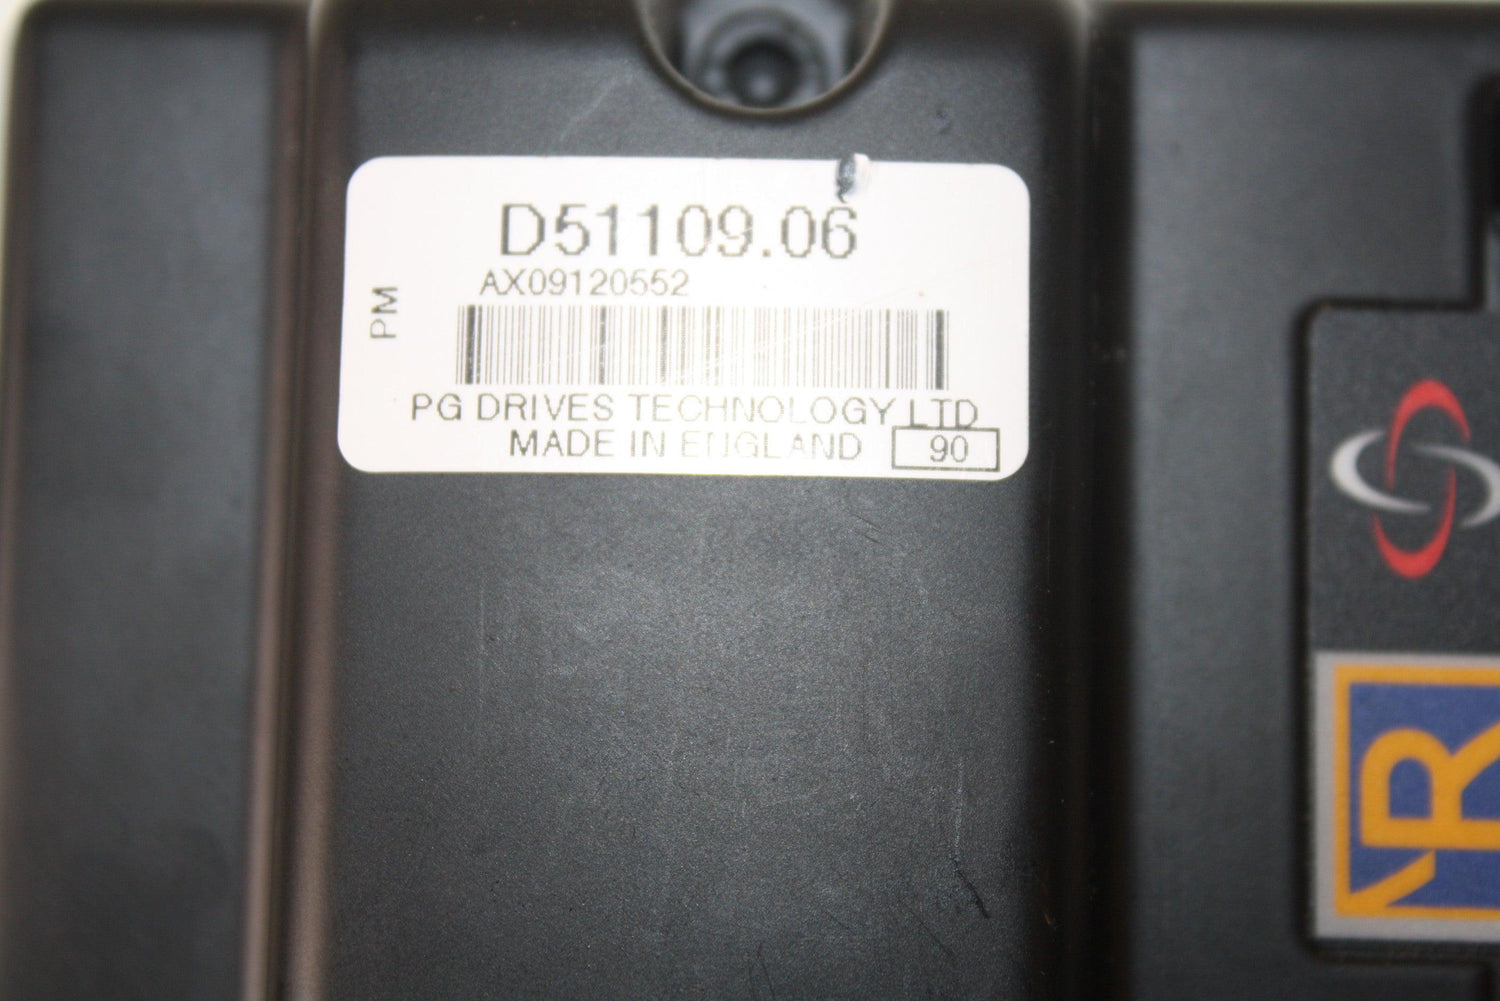 D51109.06
AX09120552
PM
PG DRIVES TECHNOLOGY LTD
MADE IN ENGLAND
90
R